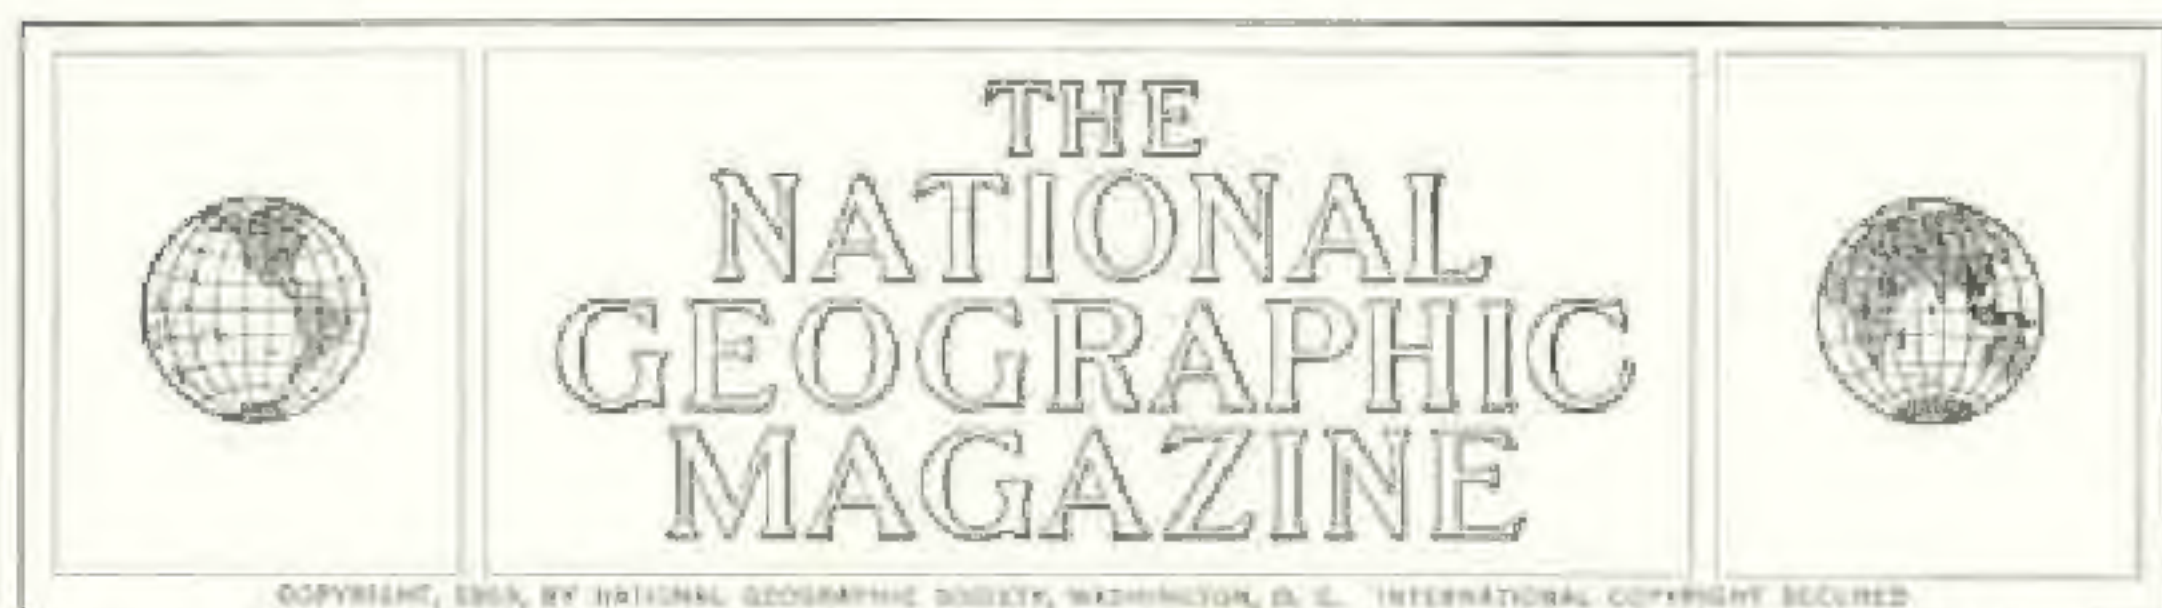 THE
NATIONAL
GEOGRAPHIC
MAGAZINE
COPYRIGHT, BY NATIONAL GEOGRAPHIC SOCIETY, WASHINGTON, D. C. INTERNATIONAL COPYRIGHT SECURED